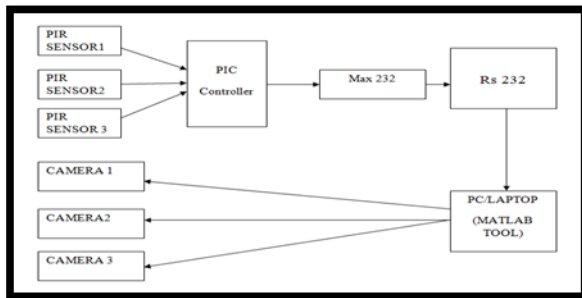 PIR
SENSOR1
PIR
SENSOR2
PIR
SENSOR 3
PIC
Controller
Max 232
Rs 232
CAMERA 1
CAMERA2
CAMERA 3
PC/LAPTOP
(MATLAB
TOOL)